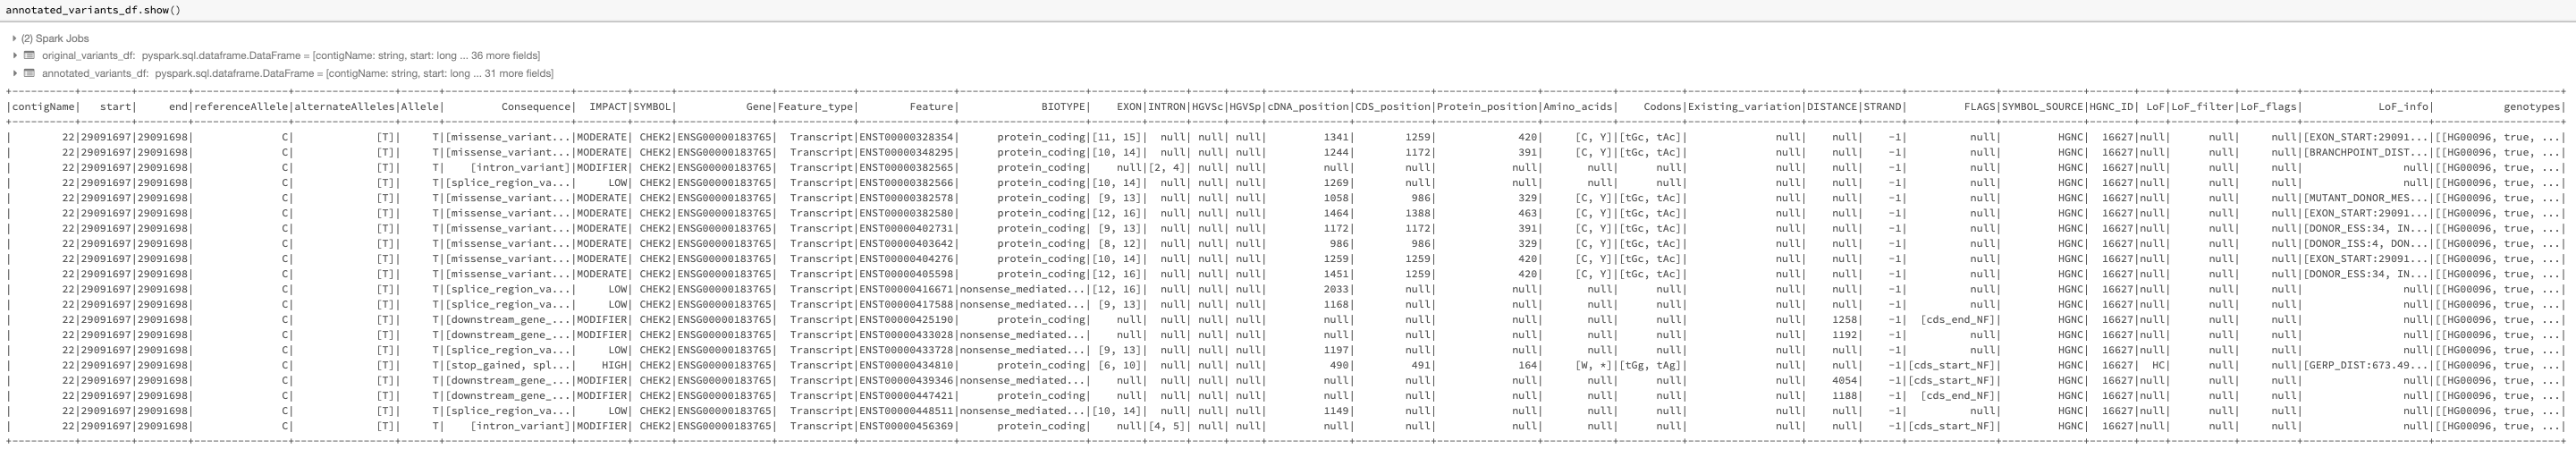 annotated_variants_df.show()
(2) Spark Jobs
original_variants_df: pyspark.sql.dataframe.DataFrame = [contigName: string, start: long ... 36 more fields]
annotated_variants_df: pyspark.sql.dataframe.DataFrame = [contigName: string, start: long ... 31 more fields]
|contigName| start| end|referenceAllele|alternateAlleles|Allele| Consequence| IMPACT|SYMBOL| Gene|Feature_type| Feature| BIOTYPE| EXON|INTRON|HGVSc|HGVSp|cDNA_position|CDS_position|Protein_position|Amino_acids| Codons|Existing_variation|DISTANCE|STRAND| FLAGS|SYMBOL_SOURCE|HGNC_ID| LoF|LoF_filter|LoF_flags| LoF_info| genotypes|
| 22|29091697|29091698| C| [T]| T|[missense_variant...|MODERATE| CHEK2|ENSG00000183765| Transcript|ENST00000328354| protein_coding|[11, 15]| null| null| null| 1341| 1259| 420| [C, Y]|[tGc, tAc]| null| null| -1| null| HGNC| 16627|null| null| null|[EXON_START:29091...|[[HG00096, true, ...|
| 22|29091697|29091698| C| [T]| T|[missense_variant...|MODERATE| CHEK2|ENSG00000183765| Transcript|ENST00000348295| protein_coding|[10, 14]| null| null| null| 1244| 1172| 391| [C, Y]|[tGc, tAc]| null| null| -1| null| HGNC| 16627|null| null| null|[BRANCHPOINT_DIST...|[[HG00096, true, ...|
| 22|29091697|29091698| C| [T]| T| [intron_variant]|MODIFIER| CHEK2|ENSG00000183765| Transcript|ENST00000382565| protein_coding| null|[2, 4]| null| null| null| null| null| null| null| null| null| -1| null| HGNC| 16627|null| null| null| null|[[HG00096, true, ...|
| 22|29091697|29091698| C| [T]| T|[splice_region_va...| LOW| CHEK2|ENSG00000183765| Transcript|ENST00000382566| protein_coding|[10, 14]| null| null| null| 1269| null| null| null| null| null| null| -1| null| HGNC| 16627|null| null| null| null|[[HG00096, true, ...|
| 22|29091697|29091698| C| [T]| T|[missense_variant...|MODERATE| CHEK2|ENSG00000183765| Transcript|ENST00000382578| protein_coding| [9, 13]| null| null| null| 1058| 986| 329| [C, Y]|[tGc, tAc]| null| null| -1| null| HGNC| 16627|null| null| null|[MUTANT_DONOR_MES...|[[HG00096, true, ...|
| 22|29091697|29091698| C| [T]| T|[missense_variant...|MODERATE| CHEK2|ENSG00000183765| Transcript|ENST00000382580| protein_coding|[12, 16]| null| null| null| 1464| 1388| 463| [C, Y]|[tGc, tAc]| null| null| -1| null| HGNC| 16627|null| null| null|[EXON_START:29091...|[[HG00096, true, ...|
| 22|29091697|29091698| C| [T]| T|[missense_variant...|MODERATE| CHEK2|ENSG00000183765| Transcript|ENST00000402731| protein_coding| [9, 13]| null| null| null| 1172| 1172| 391| [C, Y]|[tGc, tAc]| null| null| -1| null| HGNC| 16627|null| null| null|[DONOR_ESS:34, IN...|[[HG00096, true, ...|
| 22|29091697|29091698| C| [T]| T|[missense_variant...|MODERATE| CHEK2|ENSG00000183765| Transcript|ENST00000403642| protein_coding| [8, 12]| null| null| null| 986| 986| 329| [C, Y]|[tGc, tAc]| null| null| -1| null| HGNC| 16627|null| null| null|[DONOR_ISS:4, DON...|[[HG00096, true, ...|
| 22|29091697|29091698| C| [T]| T|[missense_variant...|MODERATE| CHEK2|ENSG00000183765| Transcript|ENST00000404276| protein_coding|[10, 14]| null| null| null| 1259| 1259| 420| [C, Y]|[tGc, tAc]| null| null| -1| null| HGNC| 16627|null| null| null|[EXON_START:29091...|[[HG00096, true, ...|
| 22|29091697|29091698| C| [T]| T|[missense_variant...|MODERATE| CHEK2|ENSG00000183765| Transcript|ENST00000405598| protein_coding|[12, 16]| null| null| null| 1451| 1259| 420| [C, Y]|[tGc, tAc]| null| null| -1| null| HGNC| 16627|null| null| null|[DONOR_ESS:34, IN...|[[HG00096, true, ...|
| 22|29091697|29091698| C| [T]| T|[splice_region_va...| LOW| CHEK2|ENSG00000183765| Transcript|ENST00000416671|nonsense_mediated...|[12, 16]| null| null| null| 2033| null| null| null| null| null| null| -1| null| HGNC| 16627|null| null| null| null|[[HG00096, true, ...|
| 22|29091697|29091698| C| [T]| T|[splice_region_va...| LOW| CHEK2|ENSG00000183765| Transcript|ENST00000417588|nonsense_mediated...| [9, 13]| null| null| null| 1168| null| null| null| null| null| null| -1| null| HGNC| 16627|null| null| null| null|[[HG00096, true, ...|
| 22|29091697|29091698| C| [T]| T|[downstream_gene_...|MODIFIER| CHEK2|ENSG00000183765| Transcript|ENST00000425190| protein_coding| null| null| null| null| null| null| null| null| null| null| 1258| -1| [cds_end_NF]| HGNC| 16627|null| null| null| null|[[HG00096, true, ...|
| 22|29091697|29091698| C| [T]| T|[downstream_gene_...|MODIFIER| CHEK2|ENSG00000183765| Transcript|ENST00000433028|nonsense_mediated...| null| null| null| null| null| null| null| null| null| null| 1192| -1| null| HGNC| 16627|null| null| null| null|[[HG00096, true, ...|
| 22|29091697|29091698| C| [T]| T|[splice_region_va...| LOW| CHEK2|ENSG00000183765| Transcript|ENST00000433728|nonsense_mediated...| [9, 13]| null| null| null| 1197| null| null| null| null| null| null| -1| null| HGNC| 16627|null| null| null| null|[[HG00096, true, ...|
| 22|29091697|29091698| C| [T]| T|[stop_gained, spl...| HIGH| CHEK2|ENSG00000183765| Transcript|ENST00000434810| protein_coding| [6, 10]| null| null| null| 490| 491| 164| [W, *]|[tGg, tAg]| null| null| -1|[cds_start_NF]| HGNC| 16627| HC| null| null|[GERP_DIST:673.49...|[[HG00096, true, ...|
| 22|29091697|29091698| C| [T]| T|[downstream_gene_...|MODIFIER| CHEK2|ENSG00000183765| Transcript|ENST00000439346|nonsense_mediated...| null| null| null| null| null| null| null| null| null| null| 4054| -1|[cds_start_NF]| HGNC| 16627|null| null| null| null|[[HG00096, true, ...|
| 22|29091697|29091698| C| [T]| T|[downstream_gene_...|MODIFIER| CHEK2|ENSG00000183765| Transcript|ENST00000447421| protein_coding| null| null| null| null| null| null| null| null| null| null| 1188| -1| [cds_end_NF]| HGNC| 16627|null| null| null| null|[[HG00096, true, ...|
| 22|29091697|29091698| C| [T]| T|[splice_region_va...| LOW| CHEK2|ENSG00000183765| Transcript|ENST00000448511|nonsense_mediated...|[10, 14]| null| null| null| 1149| null| null| null| null| null| null| -1| null| HGNC| 16627|null| null| null| null|[[HG00096, true, ...|
| 22|29091697|29091698| C| [T]| T| [intron_variant]|MODIFIER| CHEK2|ENSG00000183765| Transcript|ENST00000456369| protein_coding| null|[4, 5]| null| null| null| null| null| null| null| null| null| -1|[cds_start_NF]| HGNC| 16627|null| null| null| null|[[HG00096, true, ...|